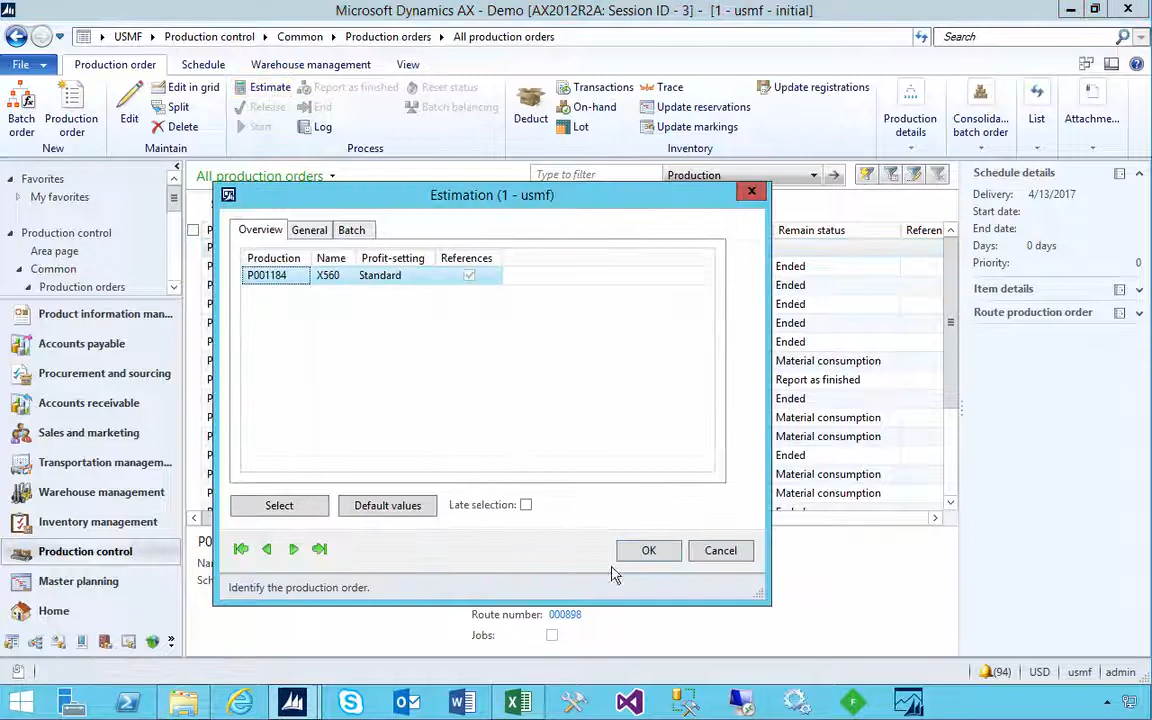 Microsoft Dynamics AX - Demo [AX2012R2A: Session ID - 3] - [1 - usmf - initial]
USMF Production control Common Production orders All production orders Search
File Production order Schedule Warehouse management View
Batch order
Production order
New
Edit
Edit in grid
Split
Delete
Maintain
Estimate Report as finished Reset status
Release End Batch balancing
Start Log
Process
Deduct
Transactions Trace Update registrations
On-hand Update reservations
Lot Update markings
Inventory
Production details
Consolida... batch order
List
Attachme...
Favorites
My favorites
Production control
Area page
Common
Production orders
Product information man...
Accounts payable
Procurement and sourcing
Accounts receivable
Sales and marketing
Transportation managem...
Warehouse management
Inventory management
Production control
Master planning
Home
All production orders Type to filter Production
Remain status Referen
Ended
Ended
Ended
Ended
Ended
Material consumption
Report as finished
Ended
Material consumption
Material consumption
Ended
Material consumption
Material consumption
Estimation (1 - usmf)
Overview General Batch
Production Name Profit-setting References
P001184 X560 Standard
Select Default values Late selection:
OK Cancel
Identify the production order.
Route number: 000898
Jobs:
Schedule details
Delivery: 4/13/2017
Start date:
End date:
Days: 0 days
Priority: 0
Item details
Route production order
(94) USD usmf admin